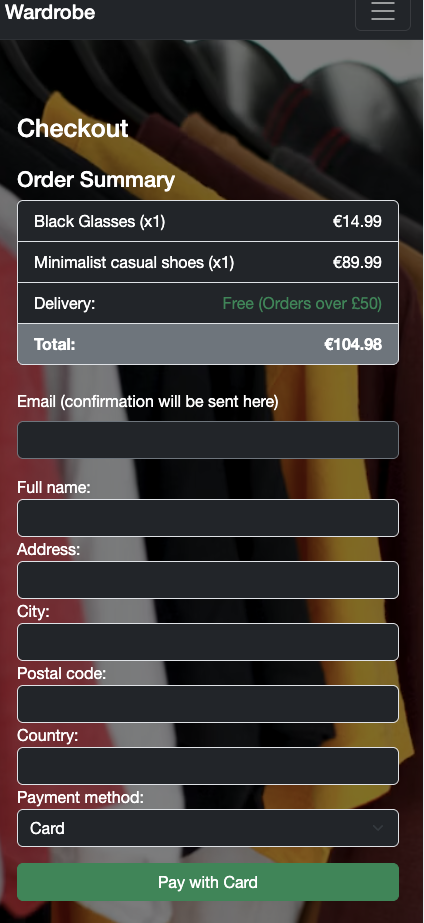 Wardrobe
Checkout
Order Summary
Black Glasses (x1) €14.99
Minimalist casual shoes (x1) €89.99
Delivery: Free (Orders over £50)
Total: €104.98
Email (confirmation will be sent here)
Full name:
Address:
City:
Postal code:
Country:
Payment method:
Card
Pay with Card